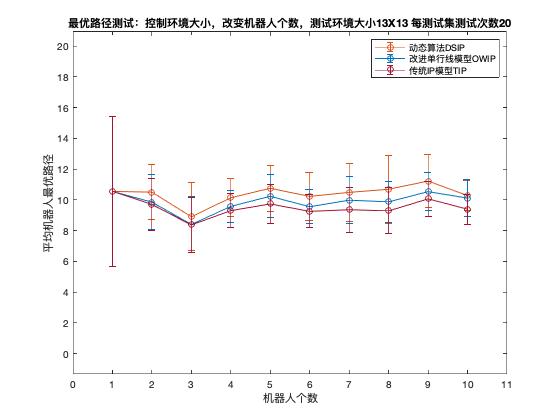 最优路径测试：控制环境大小，改变机器人个数，测试环境大小13X13 每测试集测试次数20
动态算法DSIP
改进单行线模型OWIP
传统IP模型TIP
平均机器人最优路径
20
18
16
14
12
10
8
6
4
2
0
0 1 2 3 4 5 6 7 8 9 10 11
机器人个数